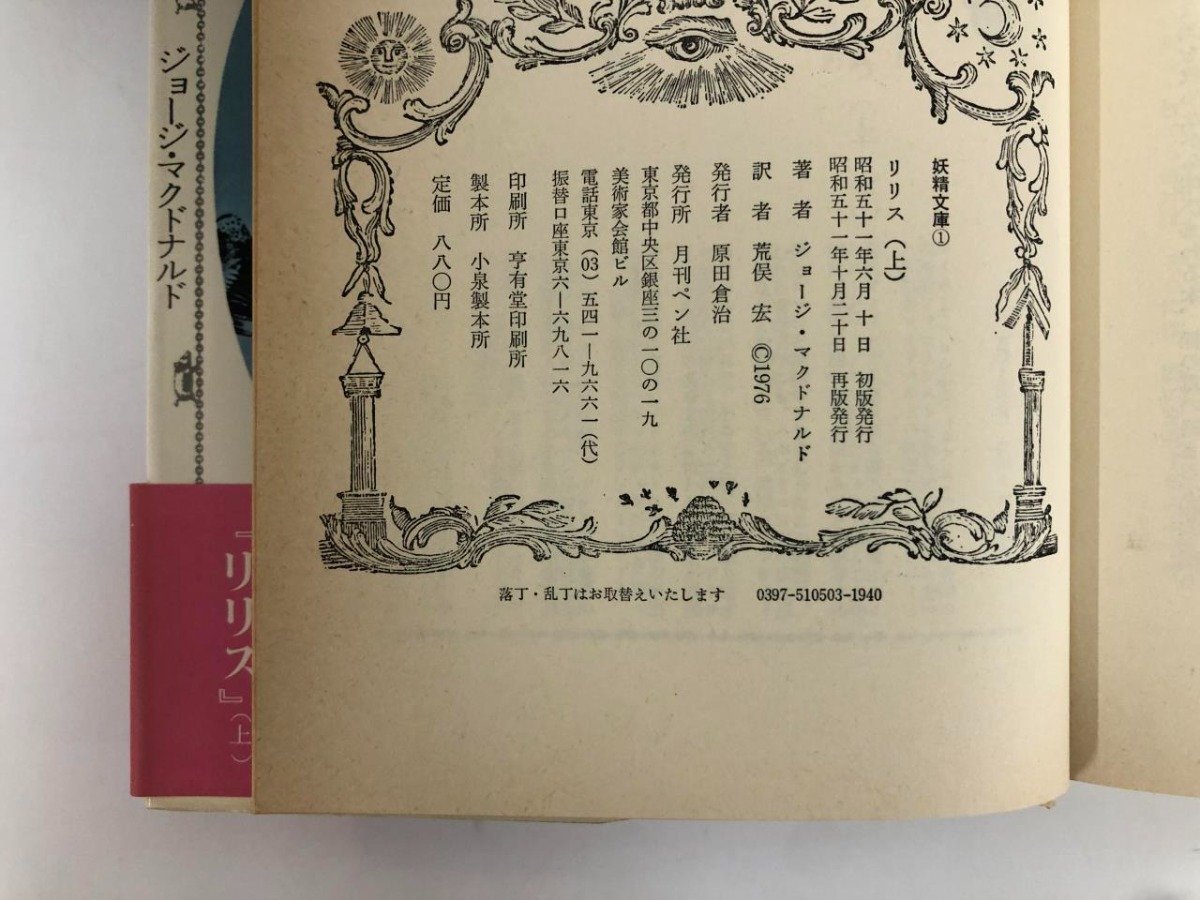 妖精文庫①
リリス（上）
昭和五十一年六月 十 日 初版発行
昭和五十一年十月二十日 再版発行
著 者 ジョージ・マクドナルド
訳 者 荒俣 宏 ©1976
発行者 原田倉治
発行所 月刊ペン社
東京都中央区銀座三の一〇の一九
美術家会館ビル
電話東京（03）五四一―九六六一（代）
振替口座東京六―六九八一六
印刷所 亨有堂印刷所
製本所 小泉製本所
定価 八八〇円
落丁・乱丁はお取替えいたします 0397-510503-1940
ジョージ・マクドナルド
『リリス』（上）